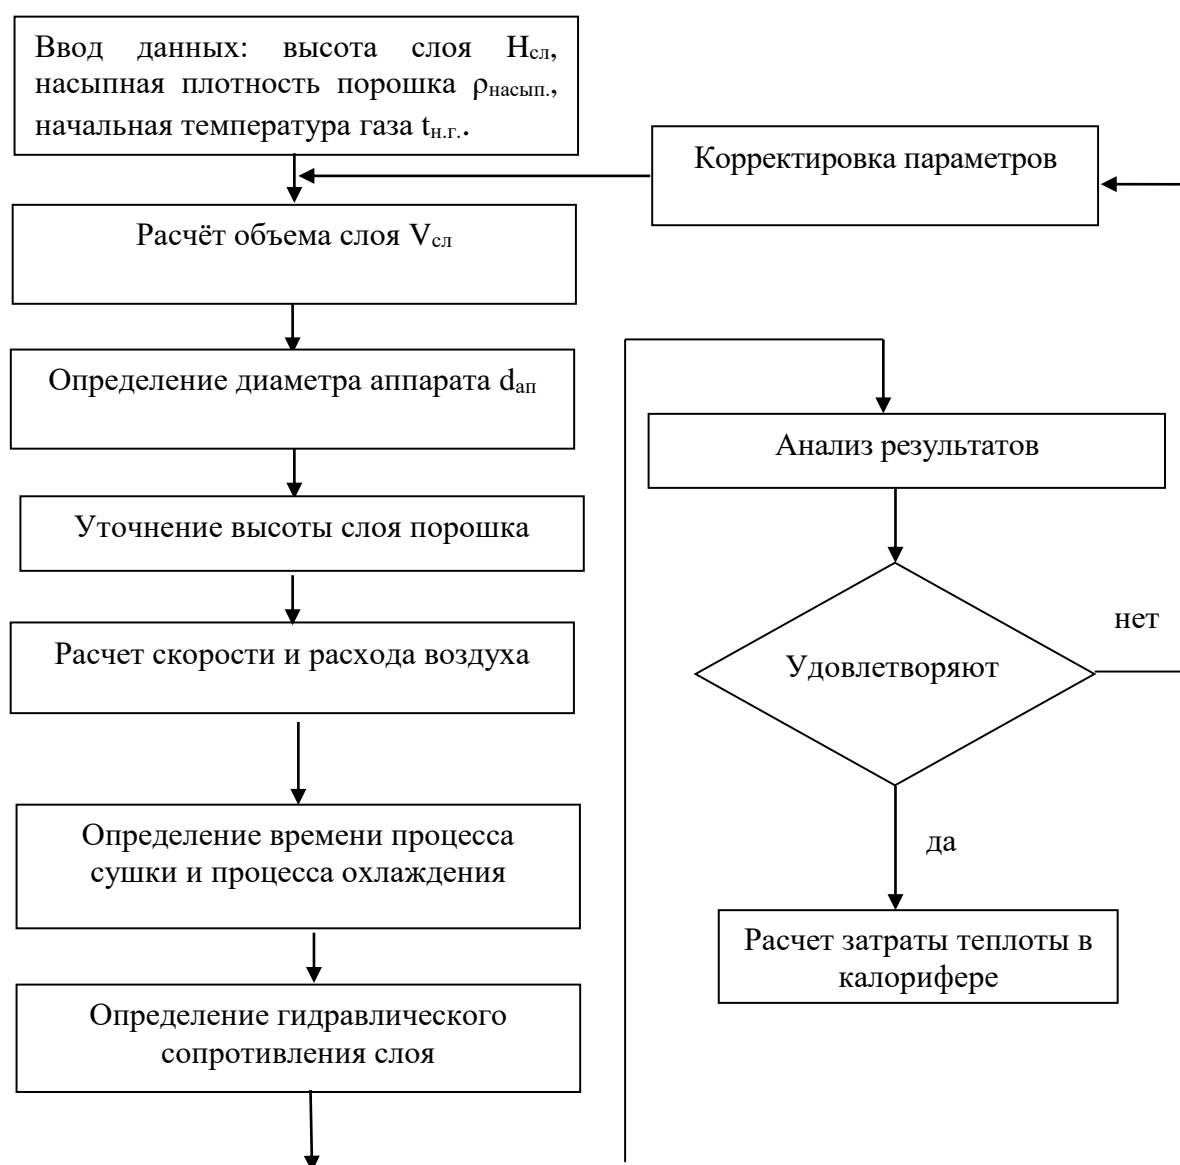 Ввод данных: высота слоя Hсл,
насыпная плотность порошка ρнасып.,
начальная температура газа tн.г..
Корректировка параметров
Расчёт объема слоя Vсл
Определение диаметра аппарата dап
Уточнение высоты слоя порошка
Расчет скорости и расхода воздуха
Определение времени процесса
сушки и процесса охлаждения
Определение гидравлического
сопротивления слоя
Анализ результатов
Удовлетворяют
нет
да
Расчет затраты теплоты в
калорифере